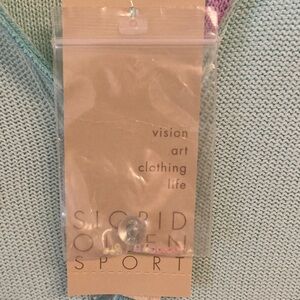 vision
art
clothing
life
SIGRID
OLSEN
SPORT